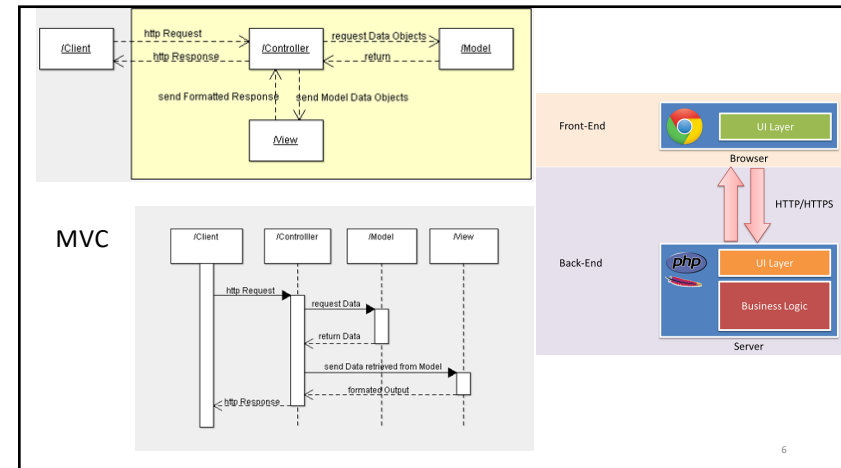 http Request
request Data Objects
/Client
/Controller
/Model
http Response
return
send Formatted Response
send Model Data Objects
/View
MVC
/Client
/Controlller
/Model
/View
http Request
request Data
return Data
send Data retrieved from Model
formated Output
http Response
Front-End
UI Layer
Browser
HTTP/HTTPS
Back-End
php
UI Layer
Business Logic
Server
6